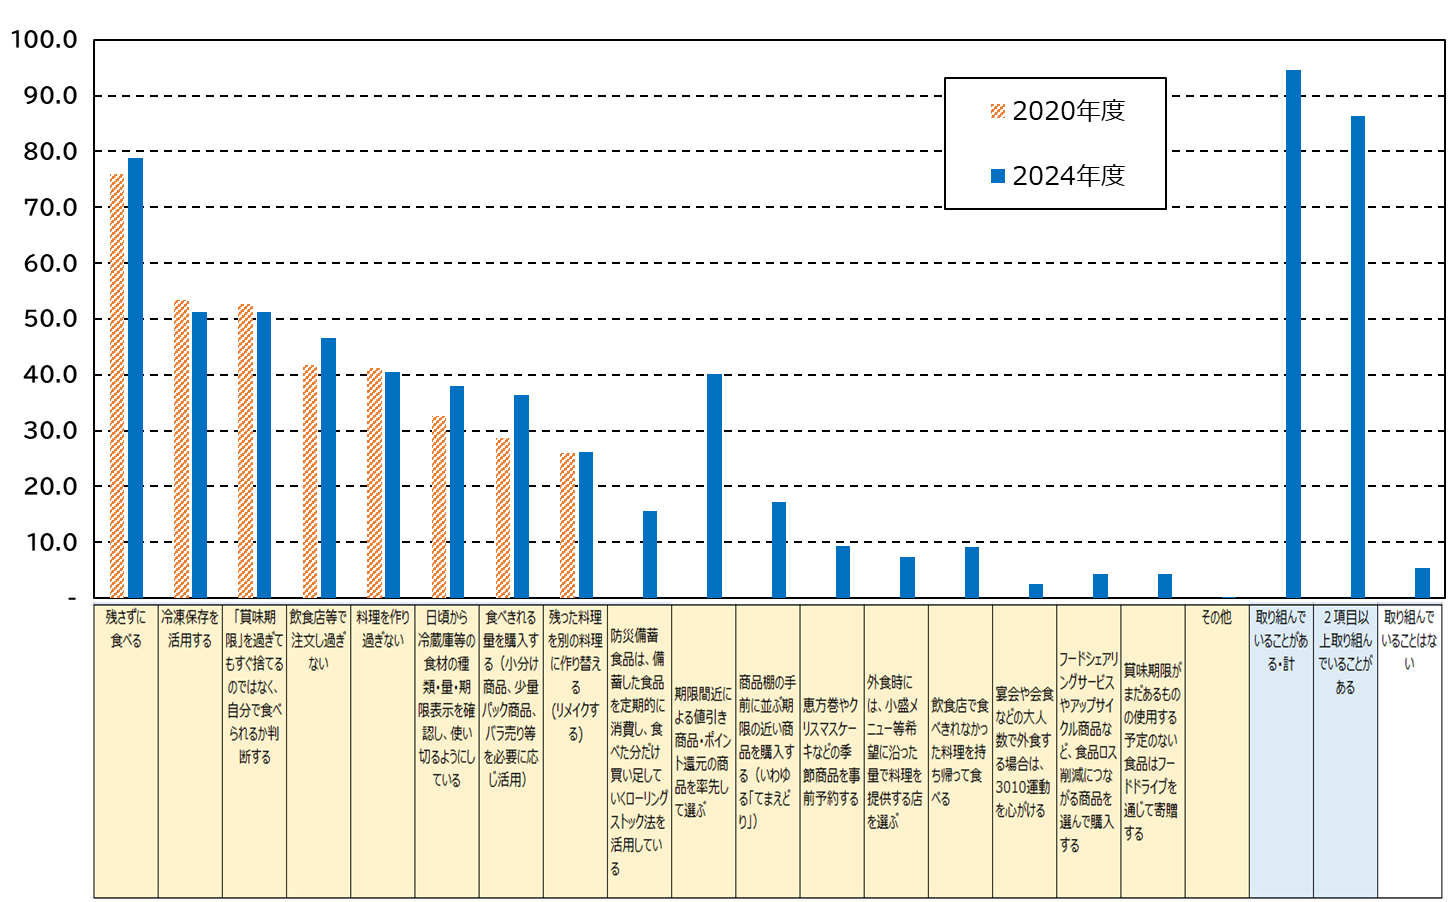 100.0
90.0
80.0
70.0
60.0
50.0
40.0
30.0
20.0
10.0
-
2020年度
2024年度
残さずに
食べる
冷凍保存を
活用する
「賞味期
限」を過ぎて
もすぐ捨てる
のではなく、
自分で食べ
られるか判
断する
飲食店等で
注文し過ぎ
ない
料理を作り
過ぎない
日頃から
冷蔵庫等の
食材の種
類・量・期
限表示を確
認し、使い
切るようにし
ている
食べきれる
量を購入す
る（小分け
商品、少量
パック商品、
バラ売り等
を必要に応
じ活用）
残った料理
を別の料理
に作り替え
る
(リメイクす
る)
防災備蓄
食品は、備
蓄した食品
を定期的に
消費し、食
べた分だけ
買い足して
いくローリング
ストック法を
活用してい
る
期限間近に
よる値引き
商品・ポイン
ト還元の商
品を率先し
て選ぶ
商品棚の手
前に並ぶ期
限の近い商
品を購入す
る（いわゆ
る「てまえど
り」）
恵方巻やク
リスマスケー
キなどの季
節商品を事
前予約する
外食時に
は、小盛メ
ニュー等希
望に沿った
量で料理を
提供する店
を選ぶ
飲食店で食
べきれなかっ
た料理を持
ち帰って食
べる
宴会や会食
などの大人
数で外食す
る場合は、
3010運動
を心がける
フードシェアリ
ングサービス
やアップサイ
クル商品な
ど、食品ロス
削減につな
がる商品を
選んで購入
する
賞味期限が
まだあるもの
の使用する
予定のない
食品はフー
ドドライブを
通じて寄贈
する
その他
取り組んで
いることがあ
る・計
２項目以
上取り組ん
でいることが
ある
取り組んで
いることはな
い